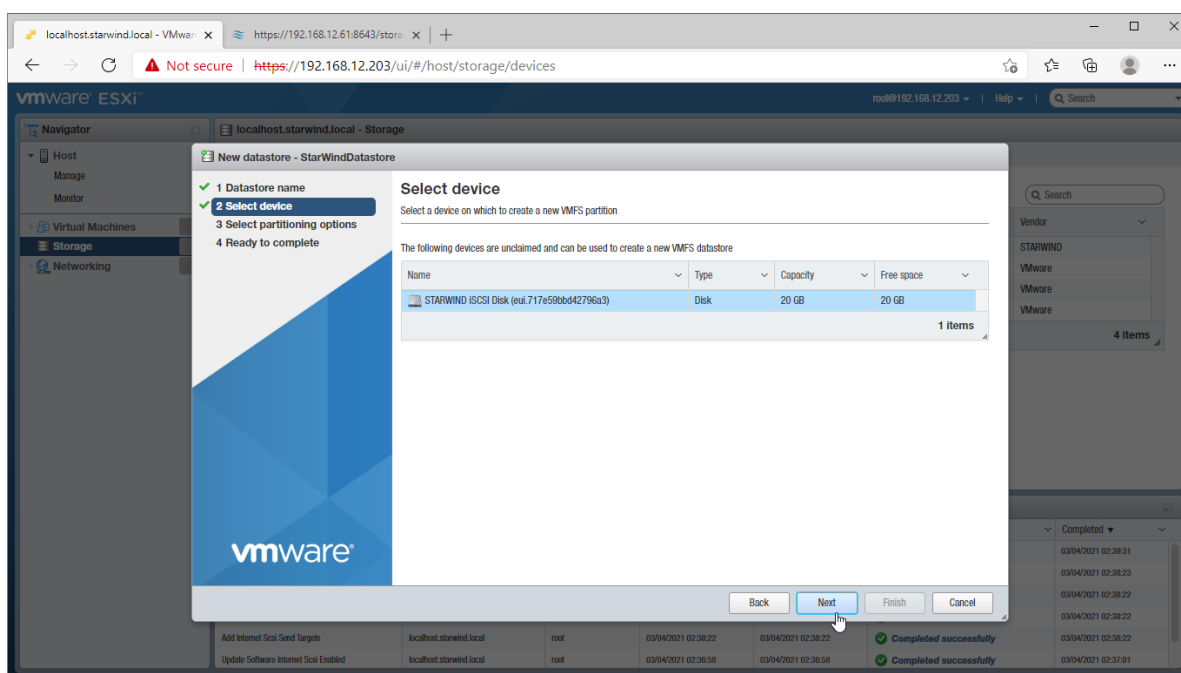 localhost.starwind.local - VMwar
https://192.168.12.61:8643/stora
Not secure | https://192.168.12.203/ui/#/host/storage/devices
vmware ESXi™
root@192.168.12.203 | Help | Search
Navigator
localhost.starwind.local - Storage
Host
Manage
Monitor
Virtual Machines
Storage
Networking
Search
Vendor
STARWIND
VMware
VMware
VMware
4 items
New datastore - StarWindDatastore
1 Datastore name
2 Select device
3 Select partitioning options
4 Ready to complete
vmware®
Select device
Select a device on which to create a new VMFS partition
The following devices are unclaimed and can be used to create a new VMFS datastore
Name Type Capacity Free space
STARWIND iSCSI Disk (eui.717e59bbd42796a3) Disk 20 GB 20 GB
1 items
Back Next Finish Cancel
Completed ▼
03/04/2021 02:39:31
03/04/2021 02:38:23
03/04/2021 02:38:22
03/04/2021 02:38:22
Add Internet Scsi Send Targets localhost.starwind.local root 03/04/2021 02:38:22 03/04/2021 02:38:22 Completed successfully 03/04/2021 02:38:22
Update Software Internet Scsi Enabled localhost.starwind.local root 03/04/2021 02:36:58 03/04/2021 02:36:58 Completed successfully 03/04/2021 02:37:01